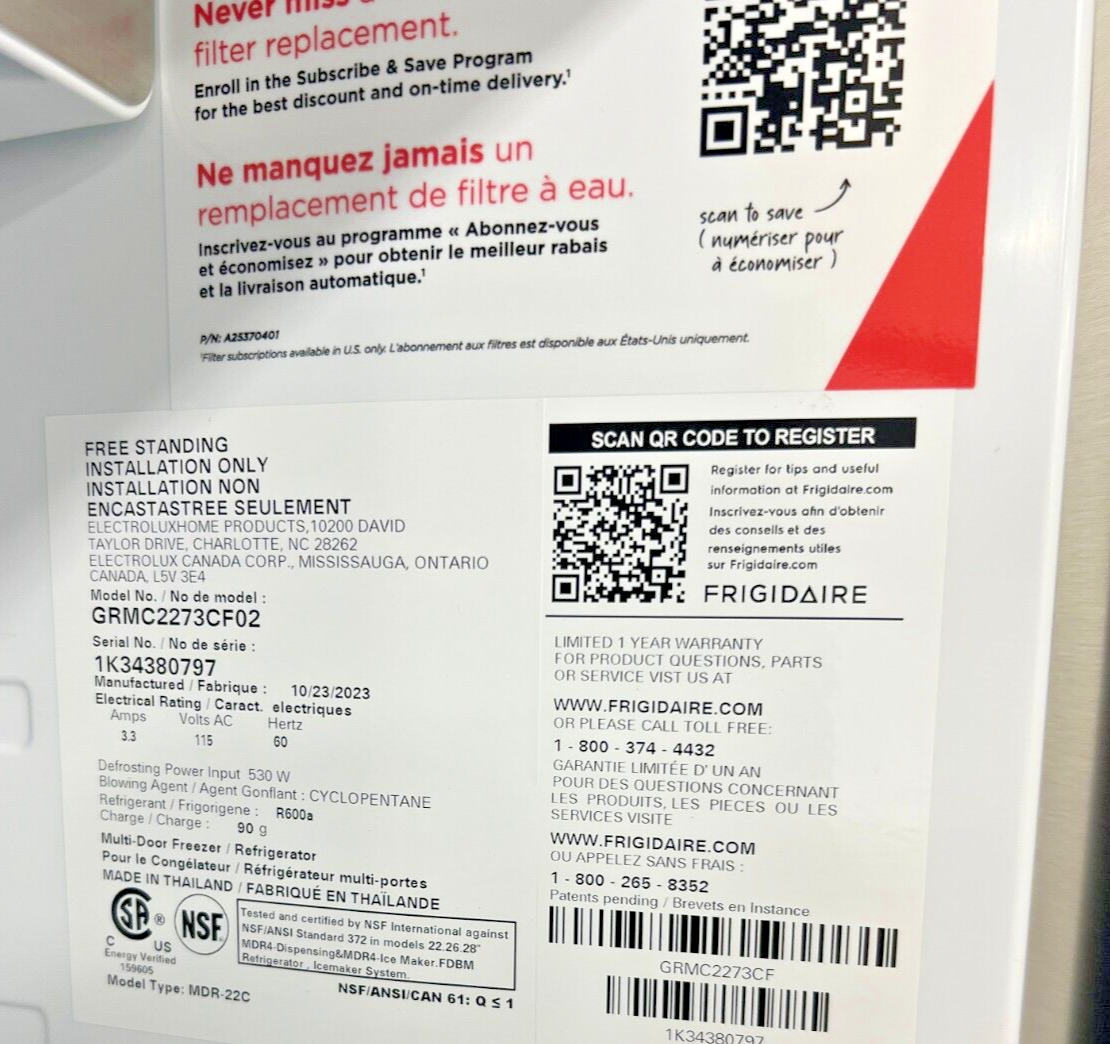 Never miss a
filter replacement.
Enroll in the Subscribe & Save Program
for the best discount and on-time delivery.¹
Ne manquez jamais un
remplacement de filtre à eau.
Inscrivez-vous au programme « Abonnez-vous
et économisez » pour obtenir le meilleur rabais
et la livraison automatique.¹
scan to save
( numériser pour
à économiser )
P/N: A25370401
¹Filter subscriptions available in U.S. only. L'abonnement aux filtres est disponible aux États-Unis uniquement.
FREE STANDING
INSTALLATION ONLY
INSTALLATION NON
ENCASTASTREE SEULEMENT
ELECTROLUXHOME PRODUCTS,10200 DAVID
TAYLOR DRIVE, CHARLOTTE, NC 28262
ELECTROLUX CANADA CORP., MISSISSAUGA, ONTARIO
CANADA, L5V 3E4
Model No. / No de model :
GRMC2273CF02
Serial No. / No de série :
1K34380797
Manufactured / Fabrique : 10/23/2023
Electrical Rating / Caract. electriques
Amps Volts AC Hertz
3.3 115 60
Defrosting Power Input 530 W
Blowing Agent / Agent Gonflant : CYCLOPENTANE
Refrigerant / Frigorigene : R600a
Charge / Charge : 90 g
Multi-Door Freezer / Refrigerator
Pour le Congélateur / Réfrigérateur multi-portes
MADE IN THAILAND / FABRIQUÉ EN THAÏLANDE
SA ®
C US
Energy Verified
159605
NSF
Tested and certified by NSF International against
NSF/ANSI Standard 372 in models 22.26.28"
MDR4-Dispensing&MDR4-Ice Maker.FDBM
Refrigerator , Icemaker System.
Model Type: MDR-22C
NSF/ANSI/CAN 61: Q ≤ 1
SCAN QR CODE TO REGISTER
Register for tips and useful
information at Frigidaire.com
Inscrivez-vous afin d'obtenir
des conseils et des
renseignements utiles
sur Frigidaire.com
FRIGIDAIRE
LIMITED 1 YEAR WARRANTY
FOR PRODUCT QUESTIONS, PARTS
OR SERVICE VIST US AT
WWW.FRIGIDAIRE.COM
OR PLEASE CALL TOLL FREE:
1 - 800 - 374 - 4432
GARANTIE LIMITÉE D' UN AN
POUR DES QUESTIONS CONCERNANT
LES PRODUITS, LES PIECES OU LES
SERVICES VISITE
WWW.FRIGIDAIRE.COM
OU APPELEZ SANS FRAIS :
1 - 800 - 265 - 8352
Patents pending / Brevets en Instance
GRMC2273CF
1K34380797